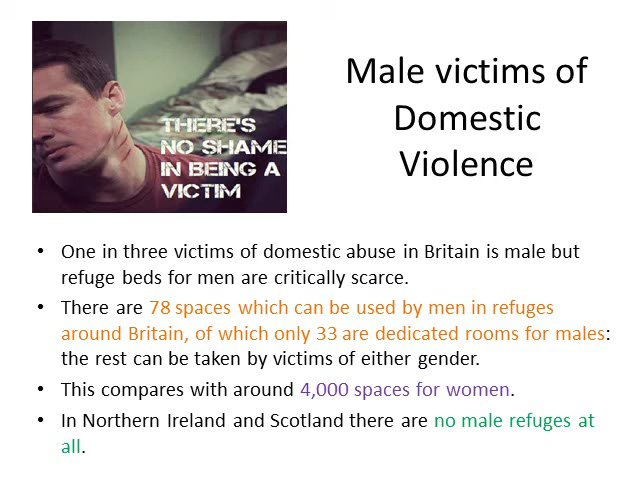 THERE'S
NO SHAME
IN BEING A
VICTIM
Male victims of
Domestic
Violence
• One in three victims of domestic abuse in Britain is male but
refuge beds for men are critically scarce.
• There are 78 spaces which can be used by men in refuges
around Britain, of which only 33 are dedicated rooms for males:
the rest can be taken by victims of either gender.
• This compares with around 4,000 spaces for women.
• In Northern Ireland and Scotland there are no male refuges at
all.